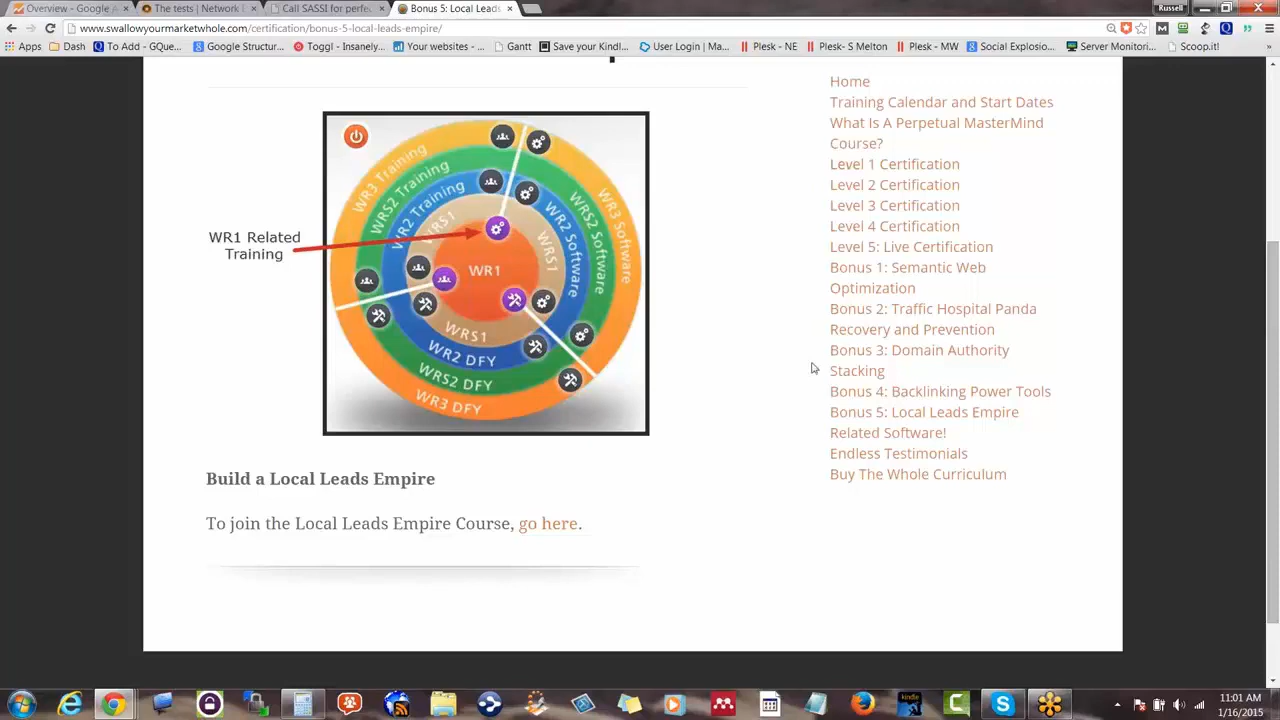 Overview - Google A
The tests | Network D
Call SASSI for perfe
Bonus 5: Local Leads
Russell
www.swallowyourmarketwhole.com/certification/bonus-5-local-leads-empire/
Apps
Dash
To Add - GQue...
Google Structur...
Toggl - Insanely...
Your websites - ...
Gantt
Save your Kindl...
User Login | Ma...
Plesk - NE
Plesk - S Melton
Plesk - MW
Social Explosio...
Server Monitori...
Scoop.it!
Home
Training Calendar and Start Dates
What Is A Perpetual MasterMind
Course?
Level 1 Certification
Level 2 Certification
Level 3 Certification
Level 4 Certification
Level 5: Live Certification
Bonus 1: Semantic Web
Optimization
Bonus 2: Traffic Hospital Panda
Recovery and Prevention
Bonus 3: Domain Authority
Stacking
Bonus 4: Backlinking Power Tools
Bonus 5: Local Leads Empire
Related Software!
Endless Testimonials
Buy The Whole Curriculum
WR1 Related
Training
WR3 Training
WRS2 Training
WR2 Training
WRS1
WR1
WRS1
WR2 Software
WRS2 Software
WR3 Software
WRS1
WR2 DFY
WRS2 DFY
WR3 DFY
Build a Local Leads Empire
To join the Local Leads Empire Course, go here.
kindle
11:01 AM
1/16/2015